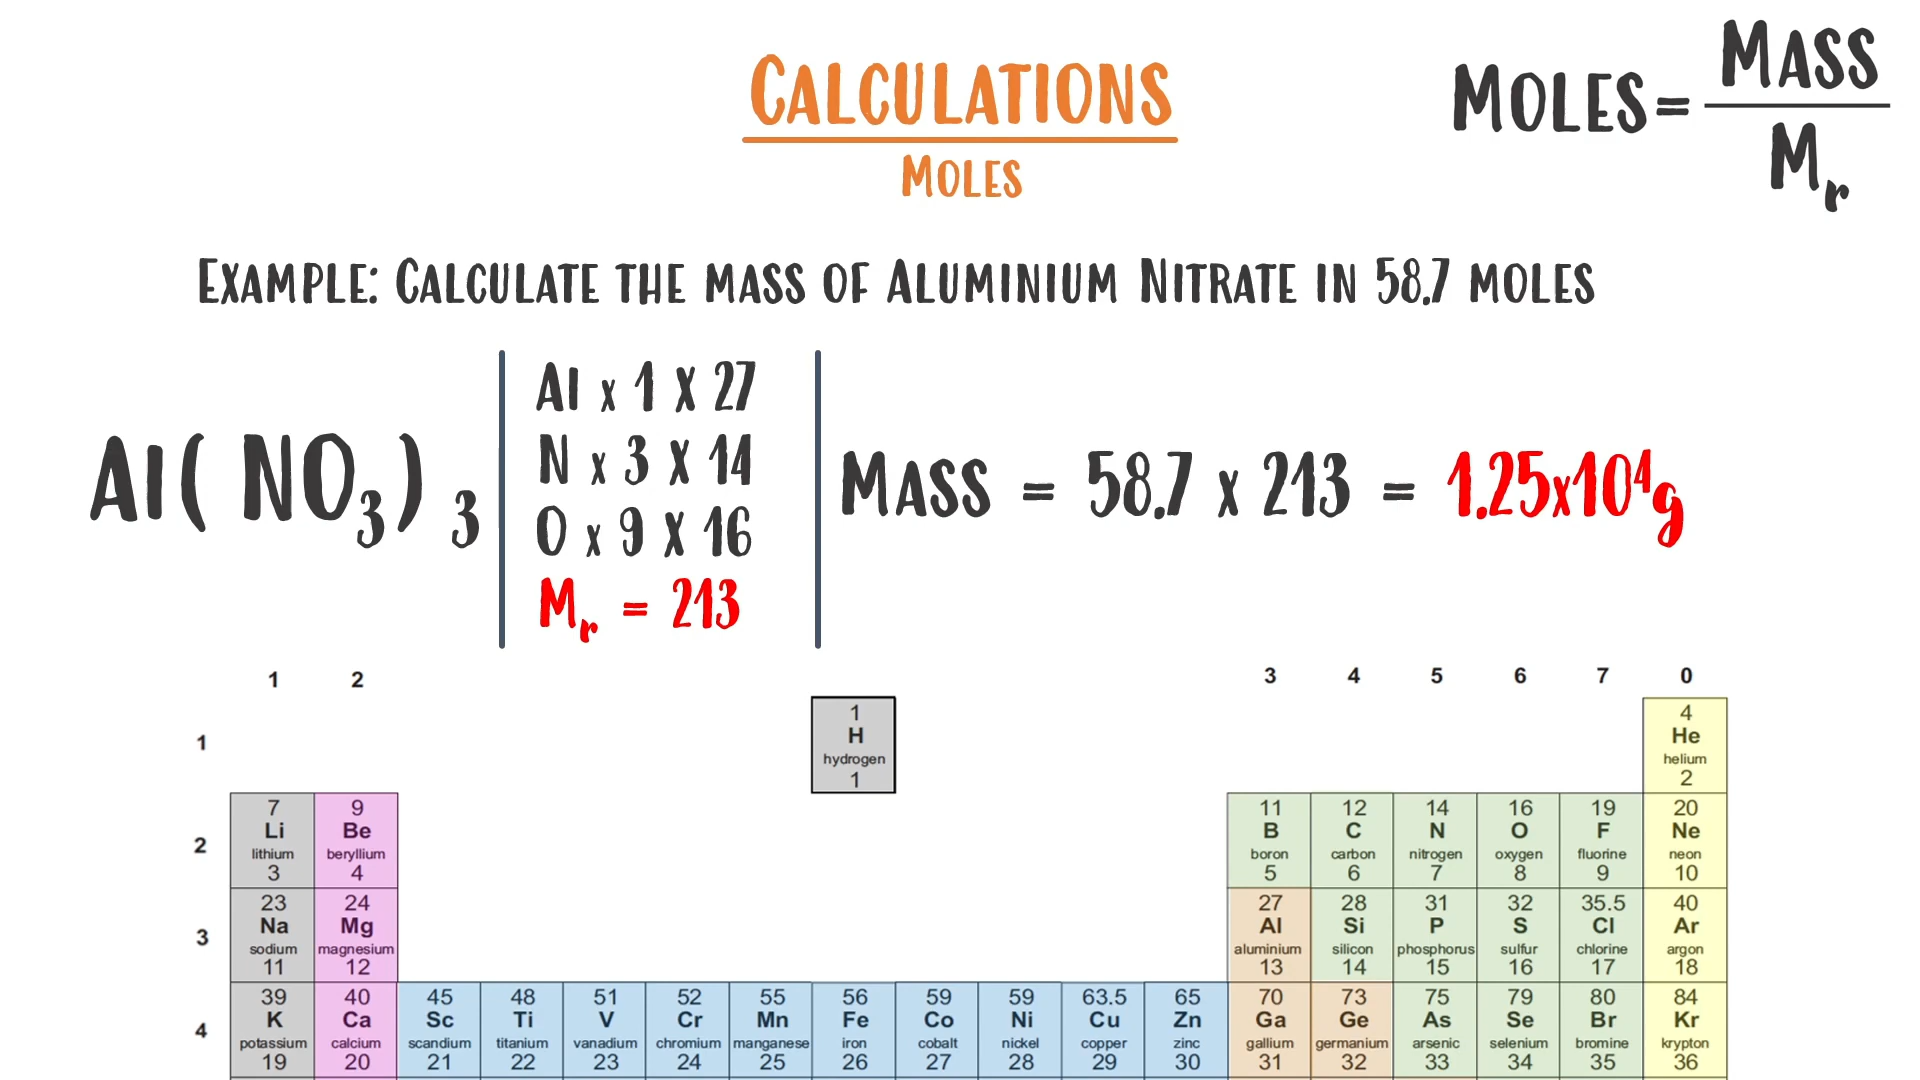 CALCULATIONS
MOLES
MOLES = MASS
Mr
EXAMPLE: CALCULATE THE MASS OF ALUMINIUM NITRATE IN 58.7 MOLES
Al(NO3)3
Al x 1 X 27
N x 3 X 14
O x 9 X 16
Mr = 213
MASS = 58.7 x 213 = 1.25x10⁴g
1 2 3 4 5 6 7 0
1
1 4
H He
hydrogen helium
1 2
2
7 9 11 12 14 16 19 20
Li Be B C N O F Ne
lithium beryllium boron carbon nitrogen oxygen fluorine neon
3 4 5 6 7 8 9 10
3
23 24 27 28 31 32 35.5 40
Na Mg Al Si P S Cl Ar
sodium magnesium aluminium silicon phosphorus sulfur chlorine argon
11 12 13 14 15 16 17 18
4
39 40 45 48 51 52 55 56 59 59 63.5 65 70 73 75 79 80 84
K Ca Sc Ti V Cr Mn Fe Co Ni Cu Zn Ga Ge As Se Br Kr
potassium calcium scandium titanium vanadium chromium manganese iron cobalt nickel copper zinc gallium germanium arsenic selenium bromine krypton
19 20 21 22 23 24 25 26 27 28 29 30 31 32 33 34 35 36